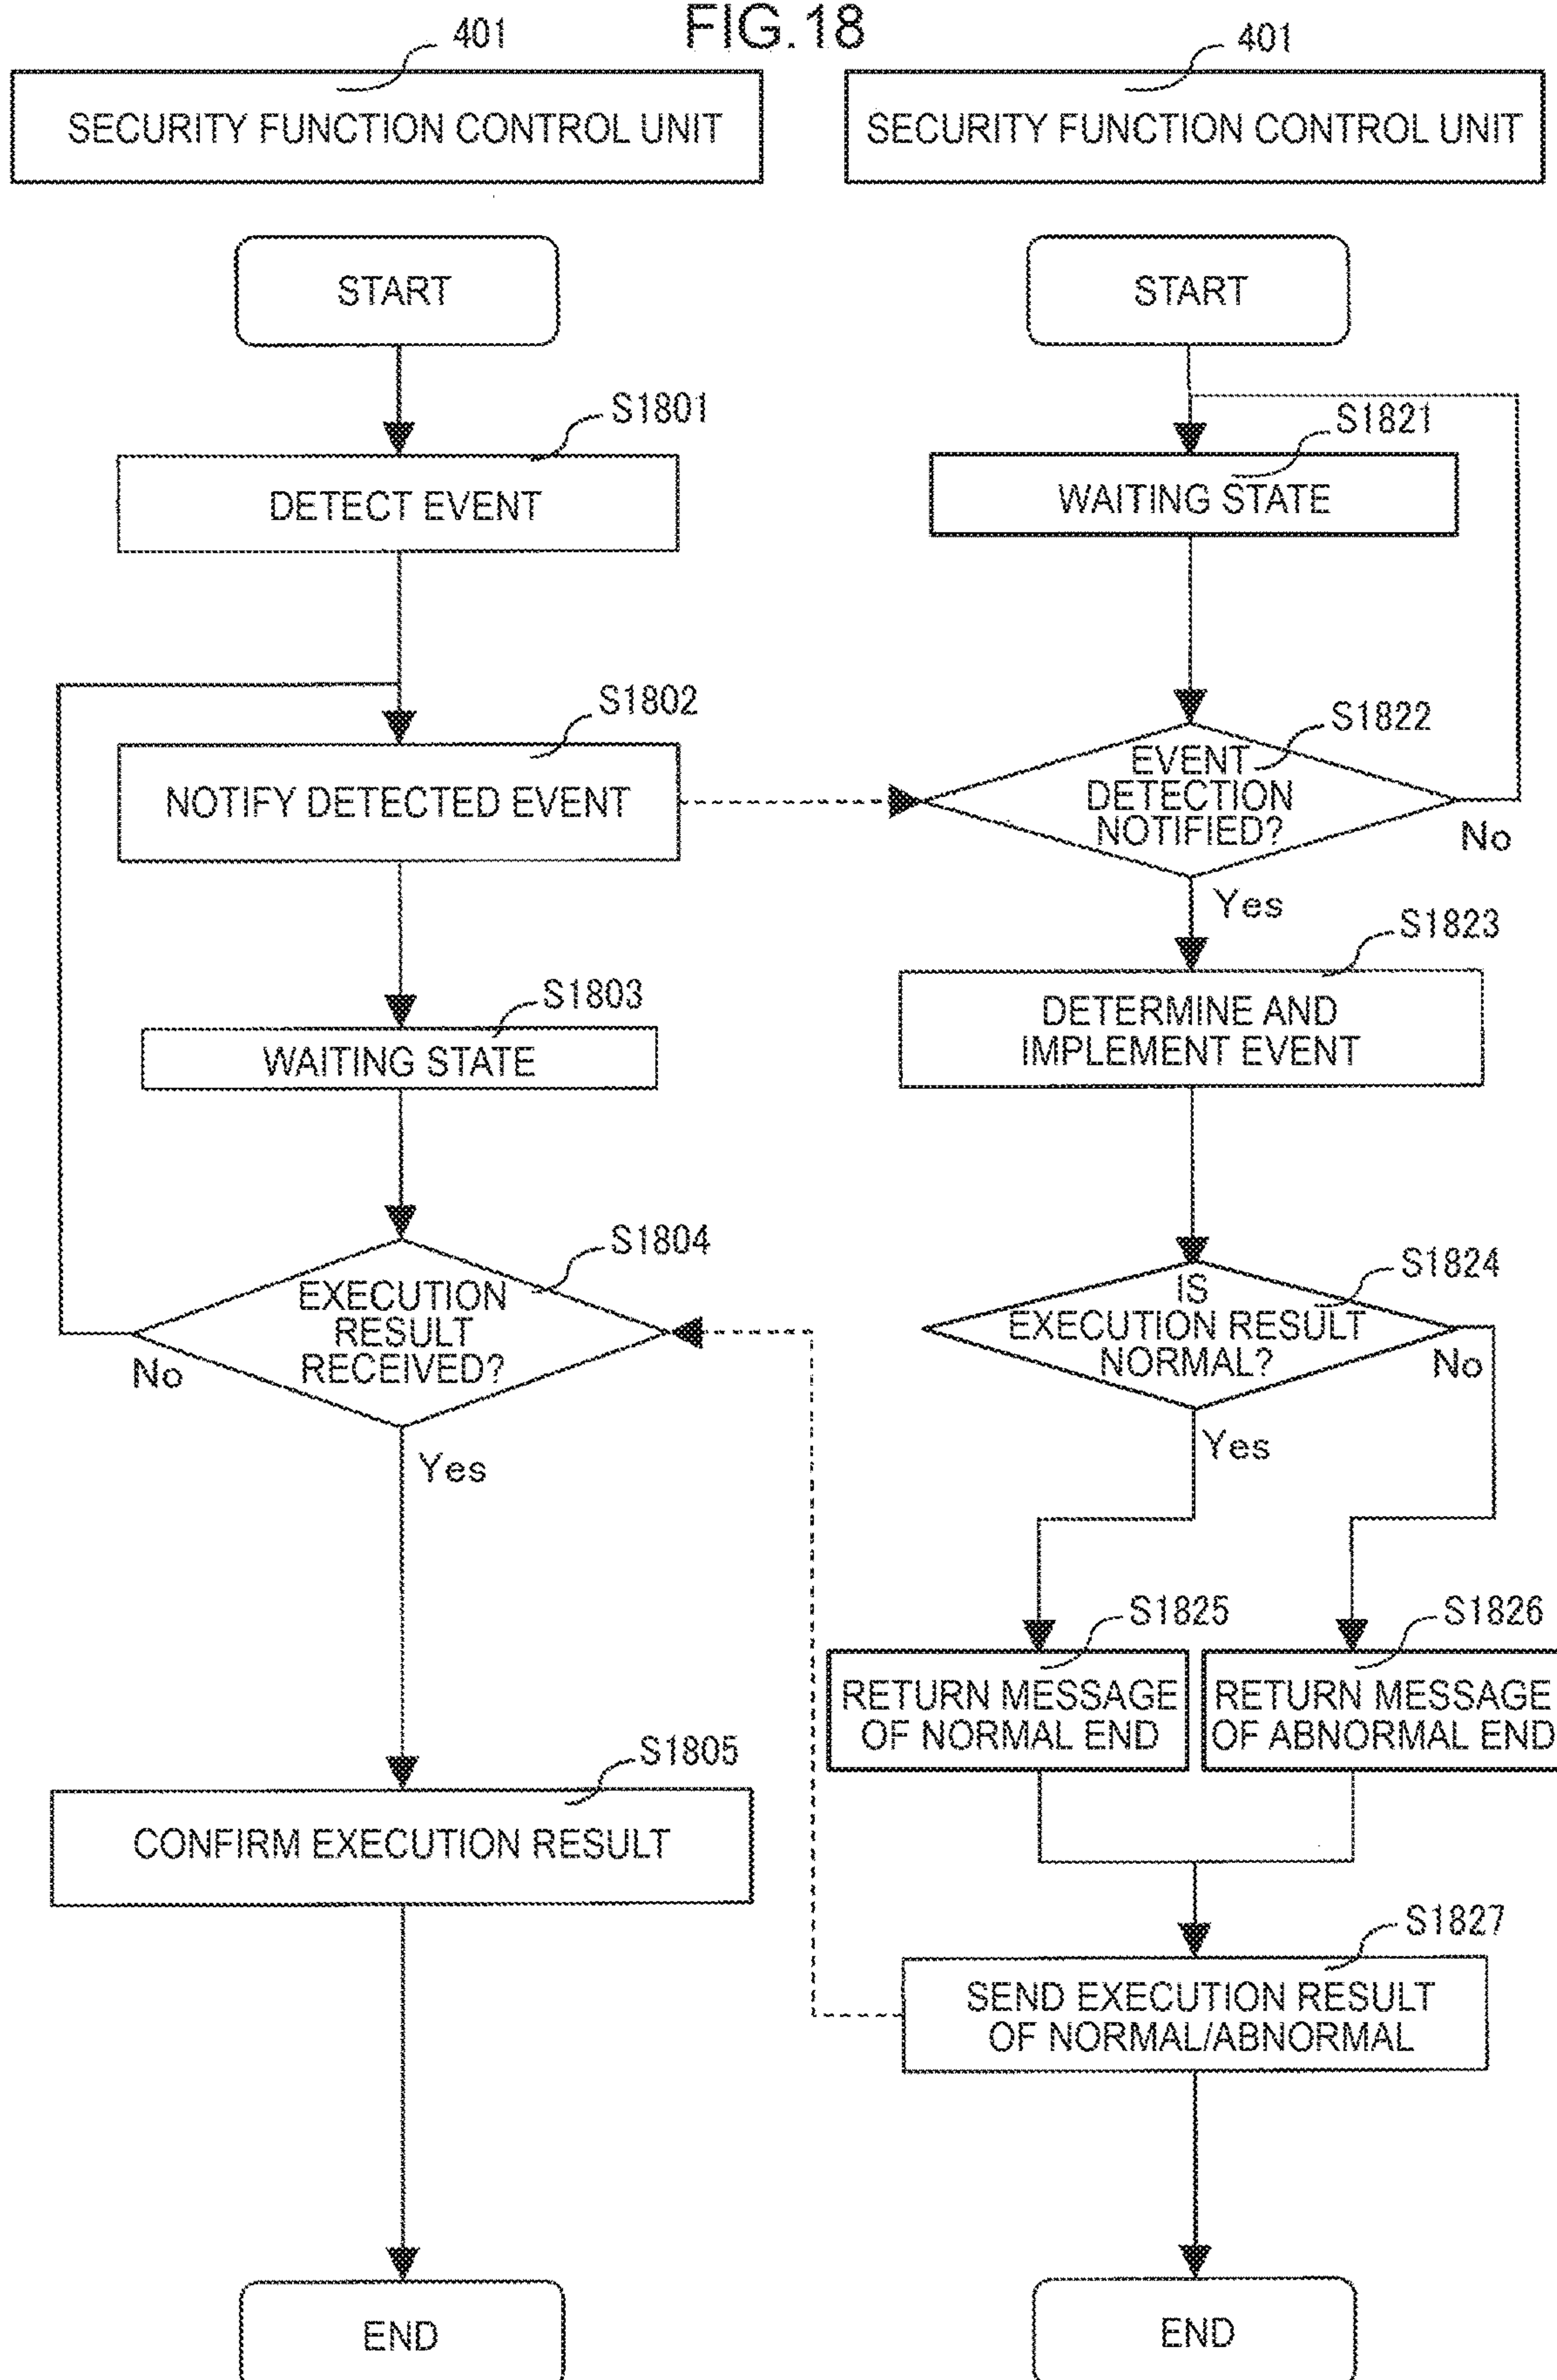 FIG.18
401
SECURITY FUNCTION CONTROL UNIT
START
S1801
DETECT EVENT
S1802
NOTIFY DETECTED EVENT
S1803
WAITING STATE
S1804
EXECUTION
RESULT
RECEIVED?
No
Yes
S1805
CONFIRM EXECUTION RESULT
END
401
SECURITY FUNCTION CONTROL UNIT
START
S1821
WAITING STATE
S1822
EVENT
DETECTION
NOTIFIED?
No
Yes
S1823
DETERMINE AND
IMPLEMENT EVENT
S1824
IS
EXECUTION RESULT
NORMAL?
No
Yes
S1825
RETURN MESSAGE
OF NORMAL END
S1826
RETURN MESSAGE
OF ABNORMAL END
S1827
SEND EXECUTION RESULT
OF NORMAL/ABNORMAL
END